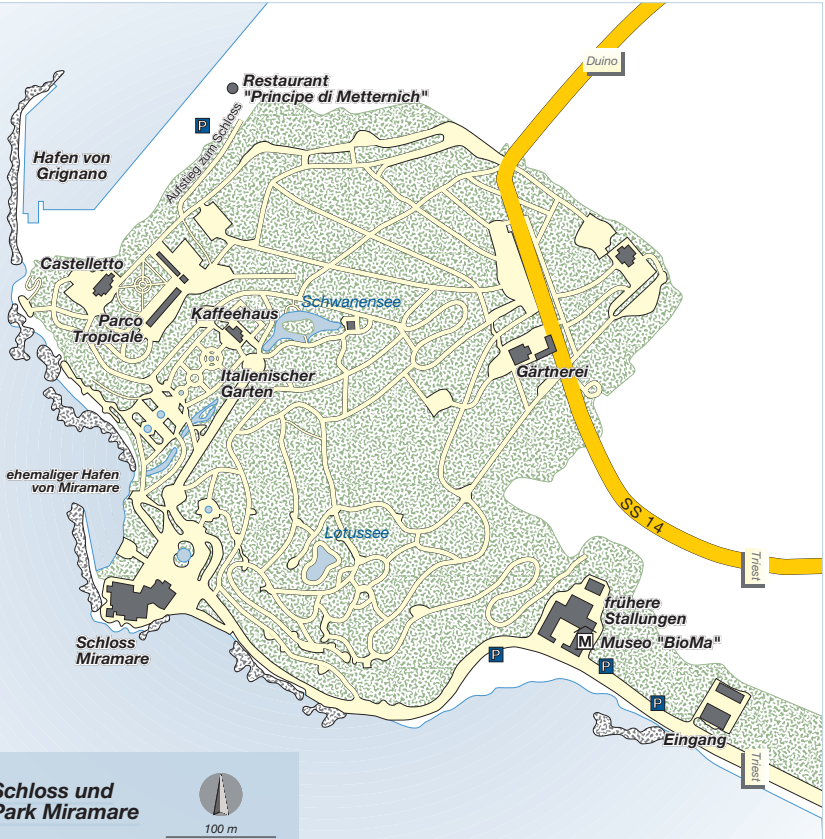 Duino
Restaurant
"Principe di Metternich"
P
Aufstieg zum Schloss
Hafen von
Grignano
Castelletto
Schwanensee
Kaffeehaus
Parco
Tropicale
Italienischer
Garten
Gärtnerei
ehemaliger Hafen
von Miramare
SS 14
Lotussee
Triest
frühere
Stallungen
M Museo "BioMa"
Schloss
Miramare
P
P
P
Eingang
Triest
Schloss und
Park Miramare
100 m